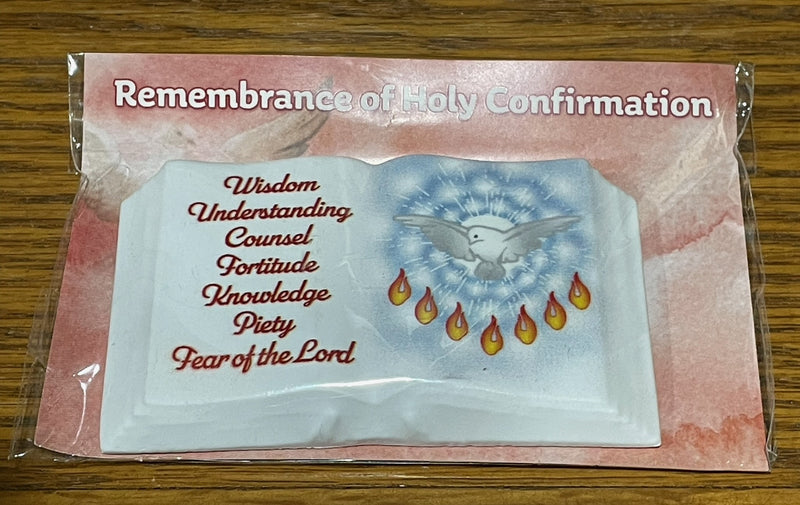 Remembrance of Holy Confirmation
Wisdom
Understanding
Counsel
Fortitude
Knowledge
Piety
Fear of the Lord